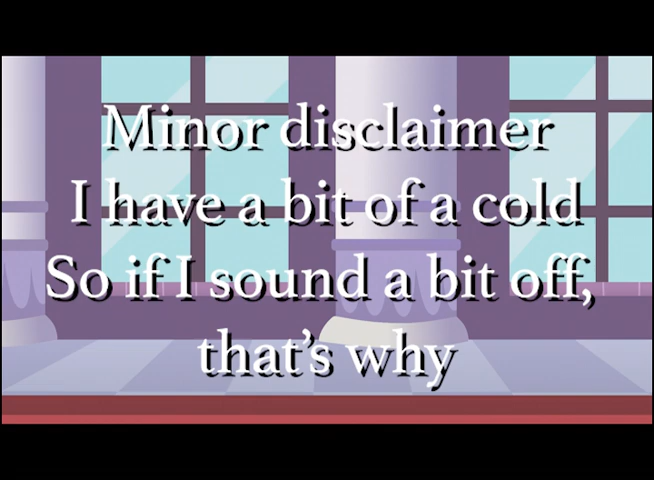 Minor disclaimer
I have a bit of a cold
So if I sound a bit off,
that's why